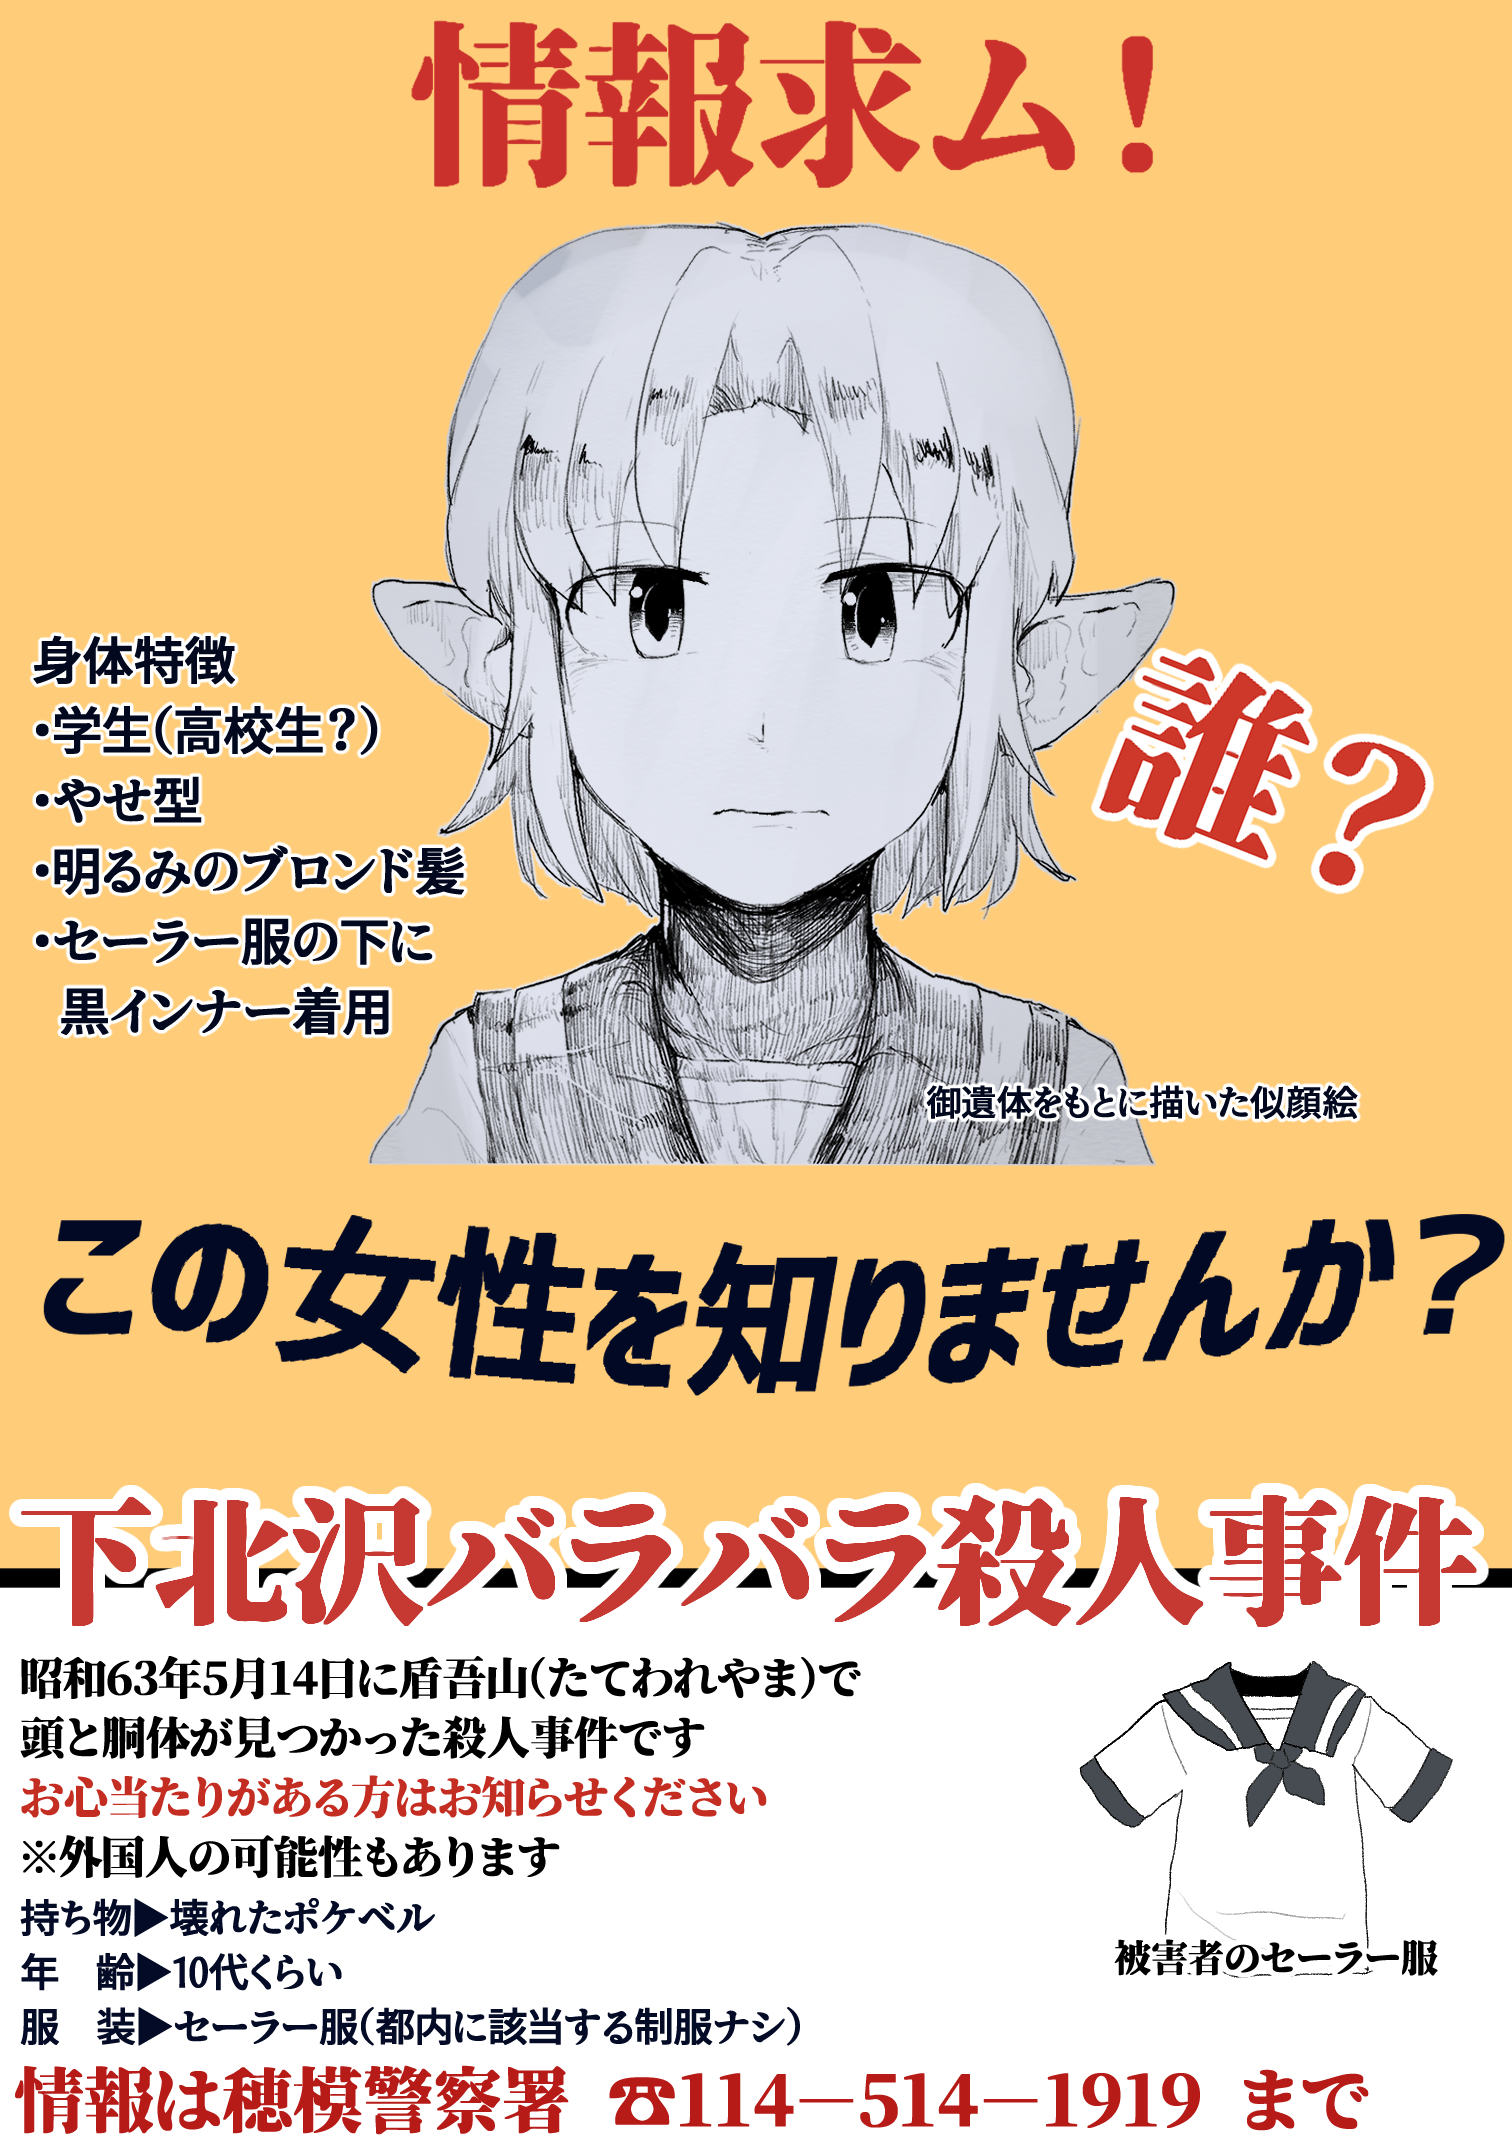 情報求ム!
身体特徴
・学生(高校生?)
・やせ型
・明るみのブロンド髪
・セーラー服の下に
黒インナー着用
誰?
御遺体をもとに描いた似顔絵
この女性を知りませんか?
下北沢バラバラ殺人事件
昭和63年5月14日に盾吾山(たてわれやま)で
頭と胴体が見つかった殺人事件です
お心当たりがある方はお知らせください
※外国人の可能性もあります
持ち物▶壊れたポケベル
年　齢▶10代くらい
服　装▶セーラー服(都内に該当する制服ナシ)
被害者のセーラー服
情報は穂模警察署 ☎114－514－1919 まで